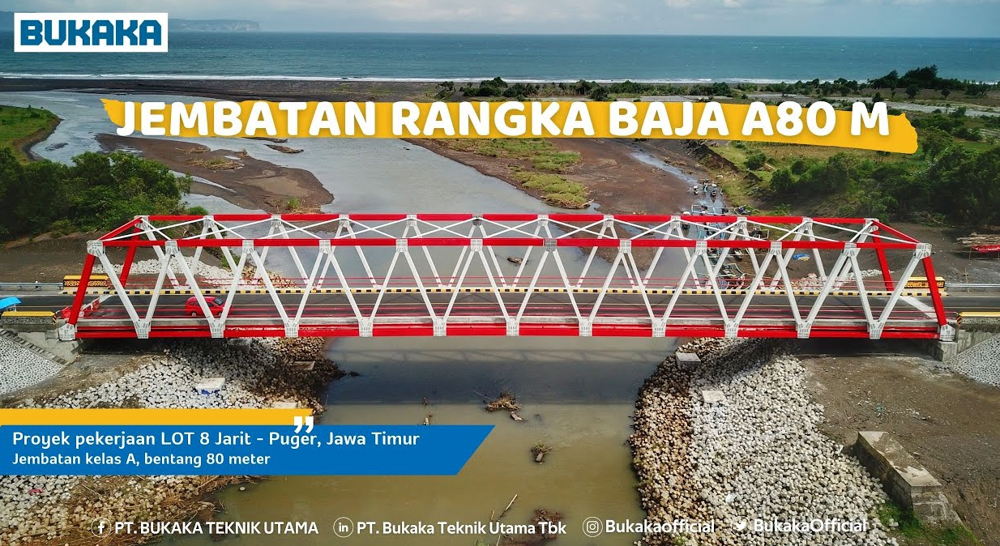 BUKAKA
JEMBATAN RANGKA BAJA A80 M
”
Proyek pekerjaan LOT 8 Jarit - Puger, Jawa Timur
Jembatan kelas A, bentang 80 meter
PT. BUKAKA TEKNIK UTAMA
in PT. Bukaka Teknik Utama Tbk
Bukakaofficial
BukakaOfficial